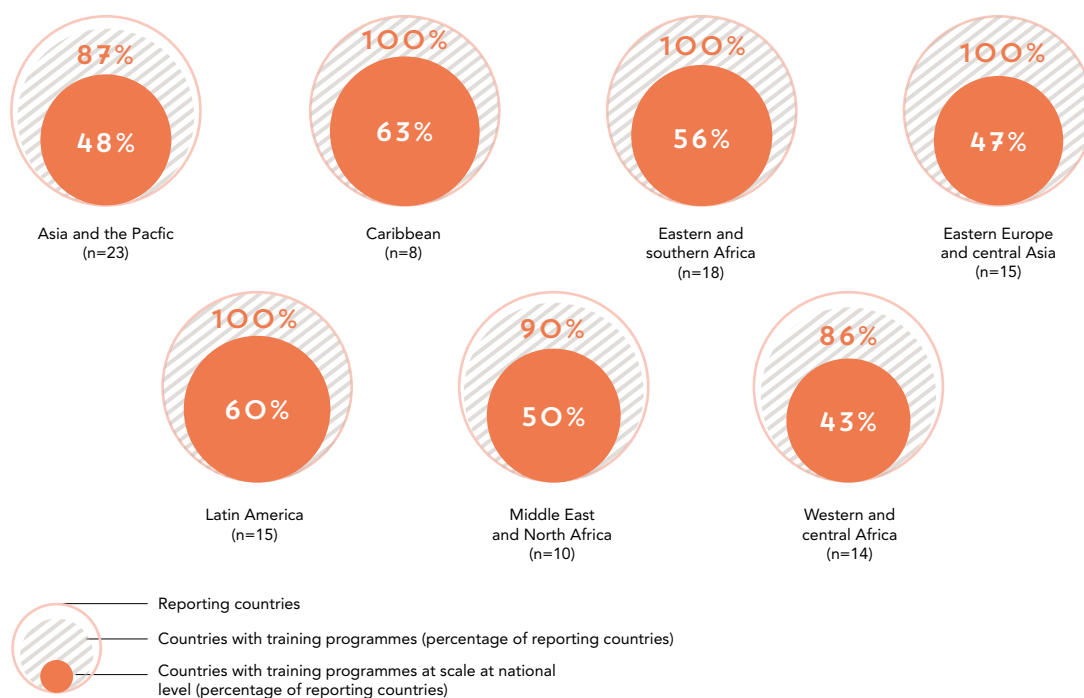 87%
48%
Asia and the Pacfic
(n=23)
100%
63%
Caribbean
(n=8)
100%
56%
Eastern and
southern Africa
(n=18)
100%
47%
Eastern Europe
and central Asia
(n=15)
100%
60%
Latin America
(n=15)
90%
50%
Middle East
and North Africa
(n=10)
86%
43%
Western and
central Africa
(n=14)
Reporting countries
Countries with training programmes (percentage of reporting countries)
Countries with training programmes at scale at national
level (percentage of reporting countries)